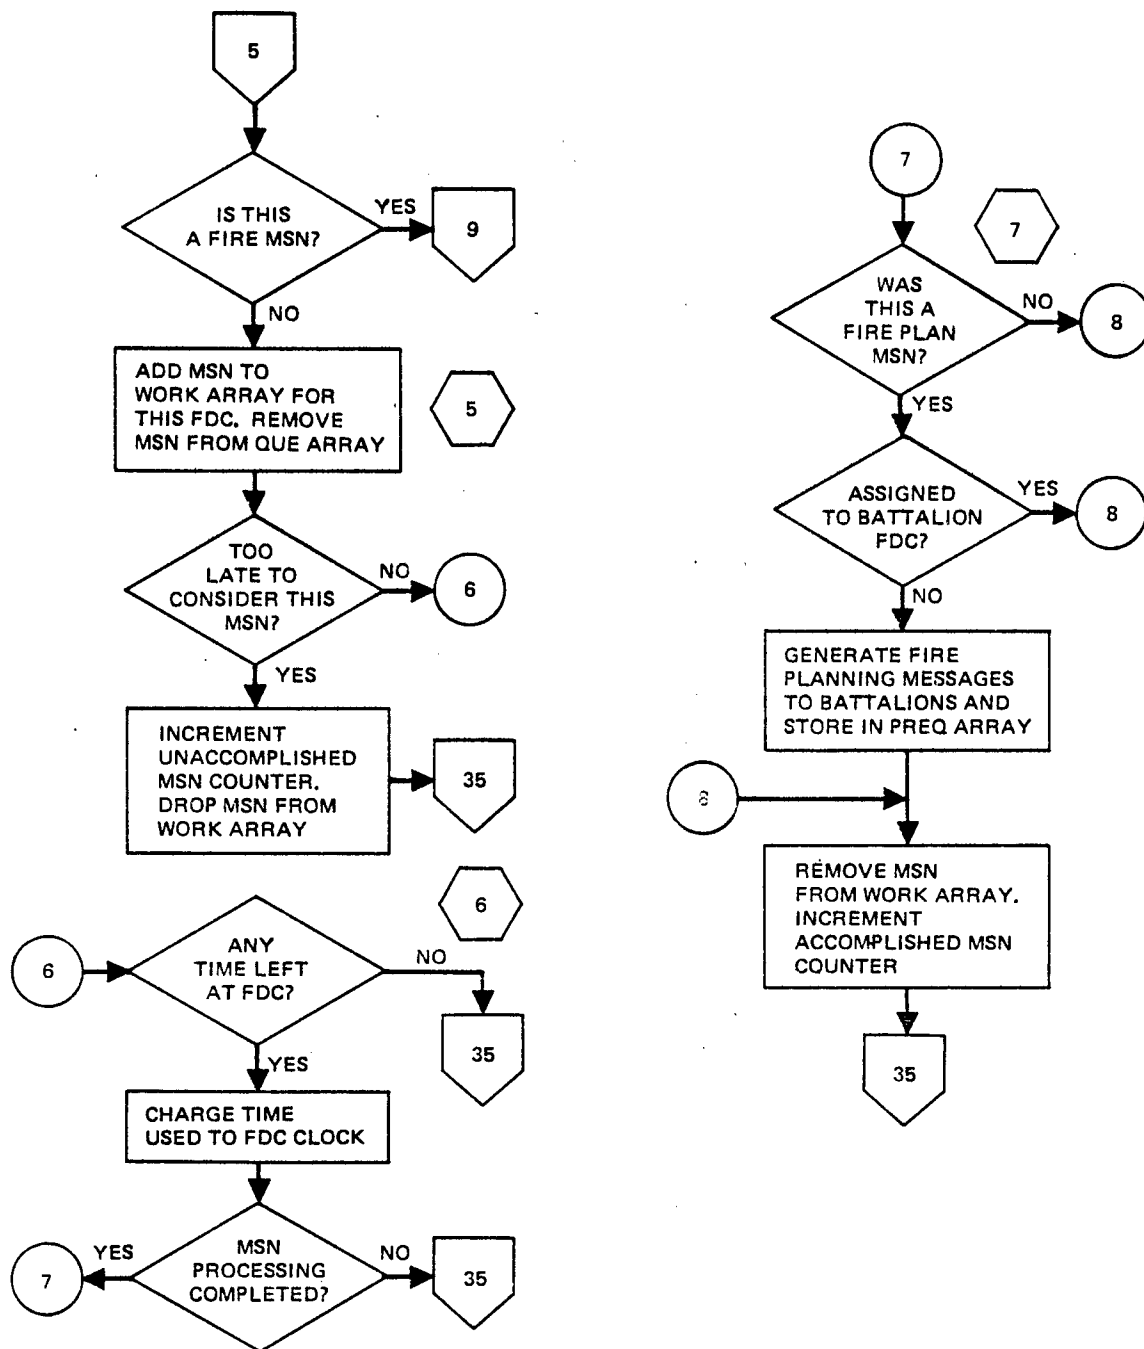 5
IS THIS
A FIRE MSN?
YES
9
NO
ADD MSN TO
WORK ARRAY FOR
THIS FDC. REMOVE
MSN FROM QUE ARRAY
5
TOO
LATE TO
CONSIDER THIS
MSN?
NO
6
YES
INCREMENT
UNACCOMPLISHED
MSN COUNTER.
DROP MSN FROM
WORK ARRAY
35
6
6
ANY
TIME LEFT
AT FDC?
NO
35
YES
CHARGE TIME
USED TO FDC CLOCK
MSN
PROCESSING
COMPLETED?
YES
7
NO
35
7
7
WAS
THIS A
FIRE PLAN
MSN?
NO
8
YES
ASSIGNED
TO BATTALION
FDC?
YES
8
NO
GENERATE FIRE
PLANNING MESSAGES
TO BATTALIONS AND
STORE IN PREQ ARRAY
8
REMOVE MSN
FROM WORK ARRAY.
INCREMENT
ACCOMPLISHED MSN
COUNTER
35